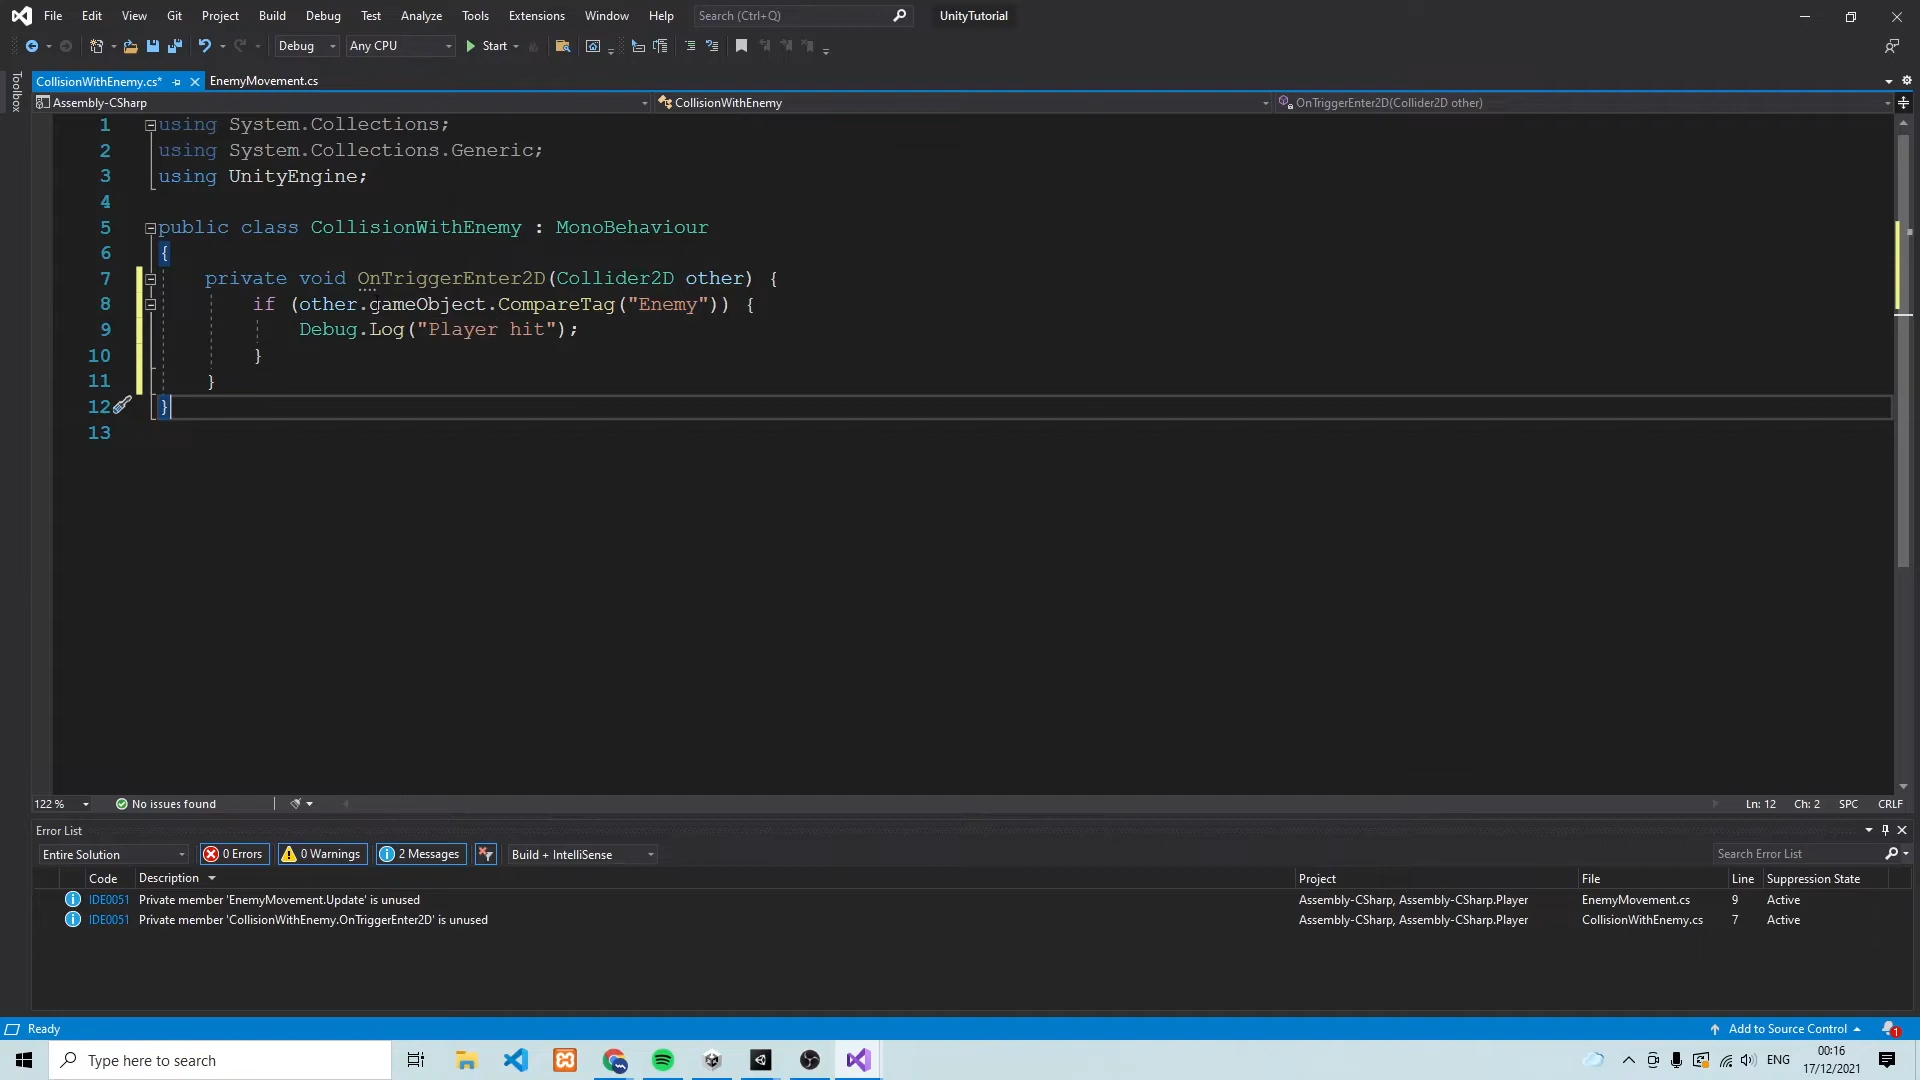 File Edit View Git Project Build Debug Test Analyze Tools Extensions Window Help Search (Ctrl+Q) UnityTutorial
Debug Any CPU Start
Toolbox
CollisionWithEnemy.cs* EnemyMovement.cs
Assembly-CSharp CollisionWithEnemy OnTriggerEnter2D(Collider2D other)
1 using System.Collections;
2 using System.Collections.Generic;
3 using UnityEngine;
4
5 public class CollisionWithEnemy : MonoBehaviour
6 {
7 private void OnTriggerEnter2D(Collider2D other) {
8 if (other.gameObject.CompareTag("Enemy")) {
9 Debug.Log("Player hit");
10 }
11 }
12 }
13
122 % No issues found Ln: 12 Ch: 2 SPC CRLF
Error List
Entire Solution 0 Errors 0 Warnings 2 Messages Build + IntelliSense Search Error List
Code Description Project File Line Suppression State
IDE0051 Private member 'EnemyMovement.Update' is unused Assembly-CSharp, Assembly-CSharp.Player EnemyMovement.cs 9 Active
IDE0051 Private member 'CollisionWithEnemy.OnTriggerEnter2D' is unused Assembly-CSharp, Assembly-CSharp.Player CollisionWithEnemy.cs 7 Active
Ready Add to Source Control 1
Type here to search ENG 00:16
17/12/2021